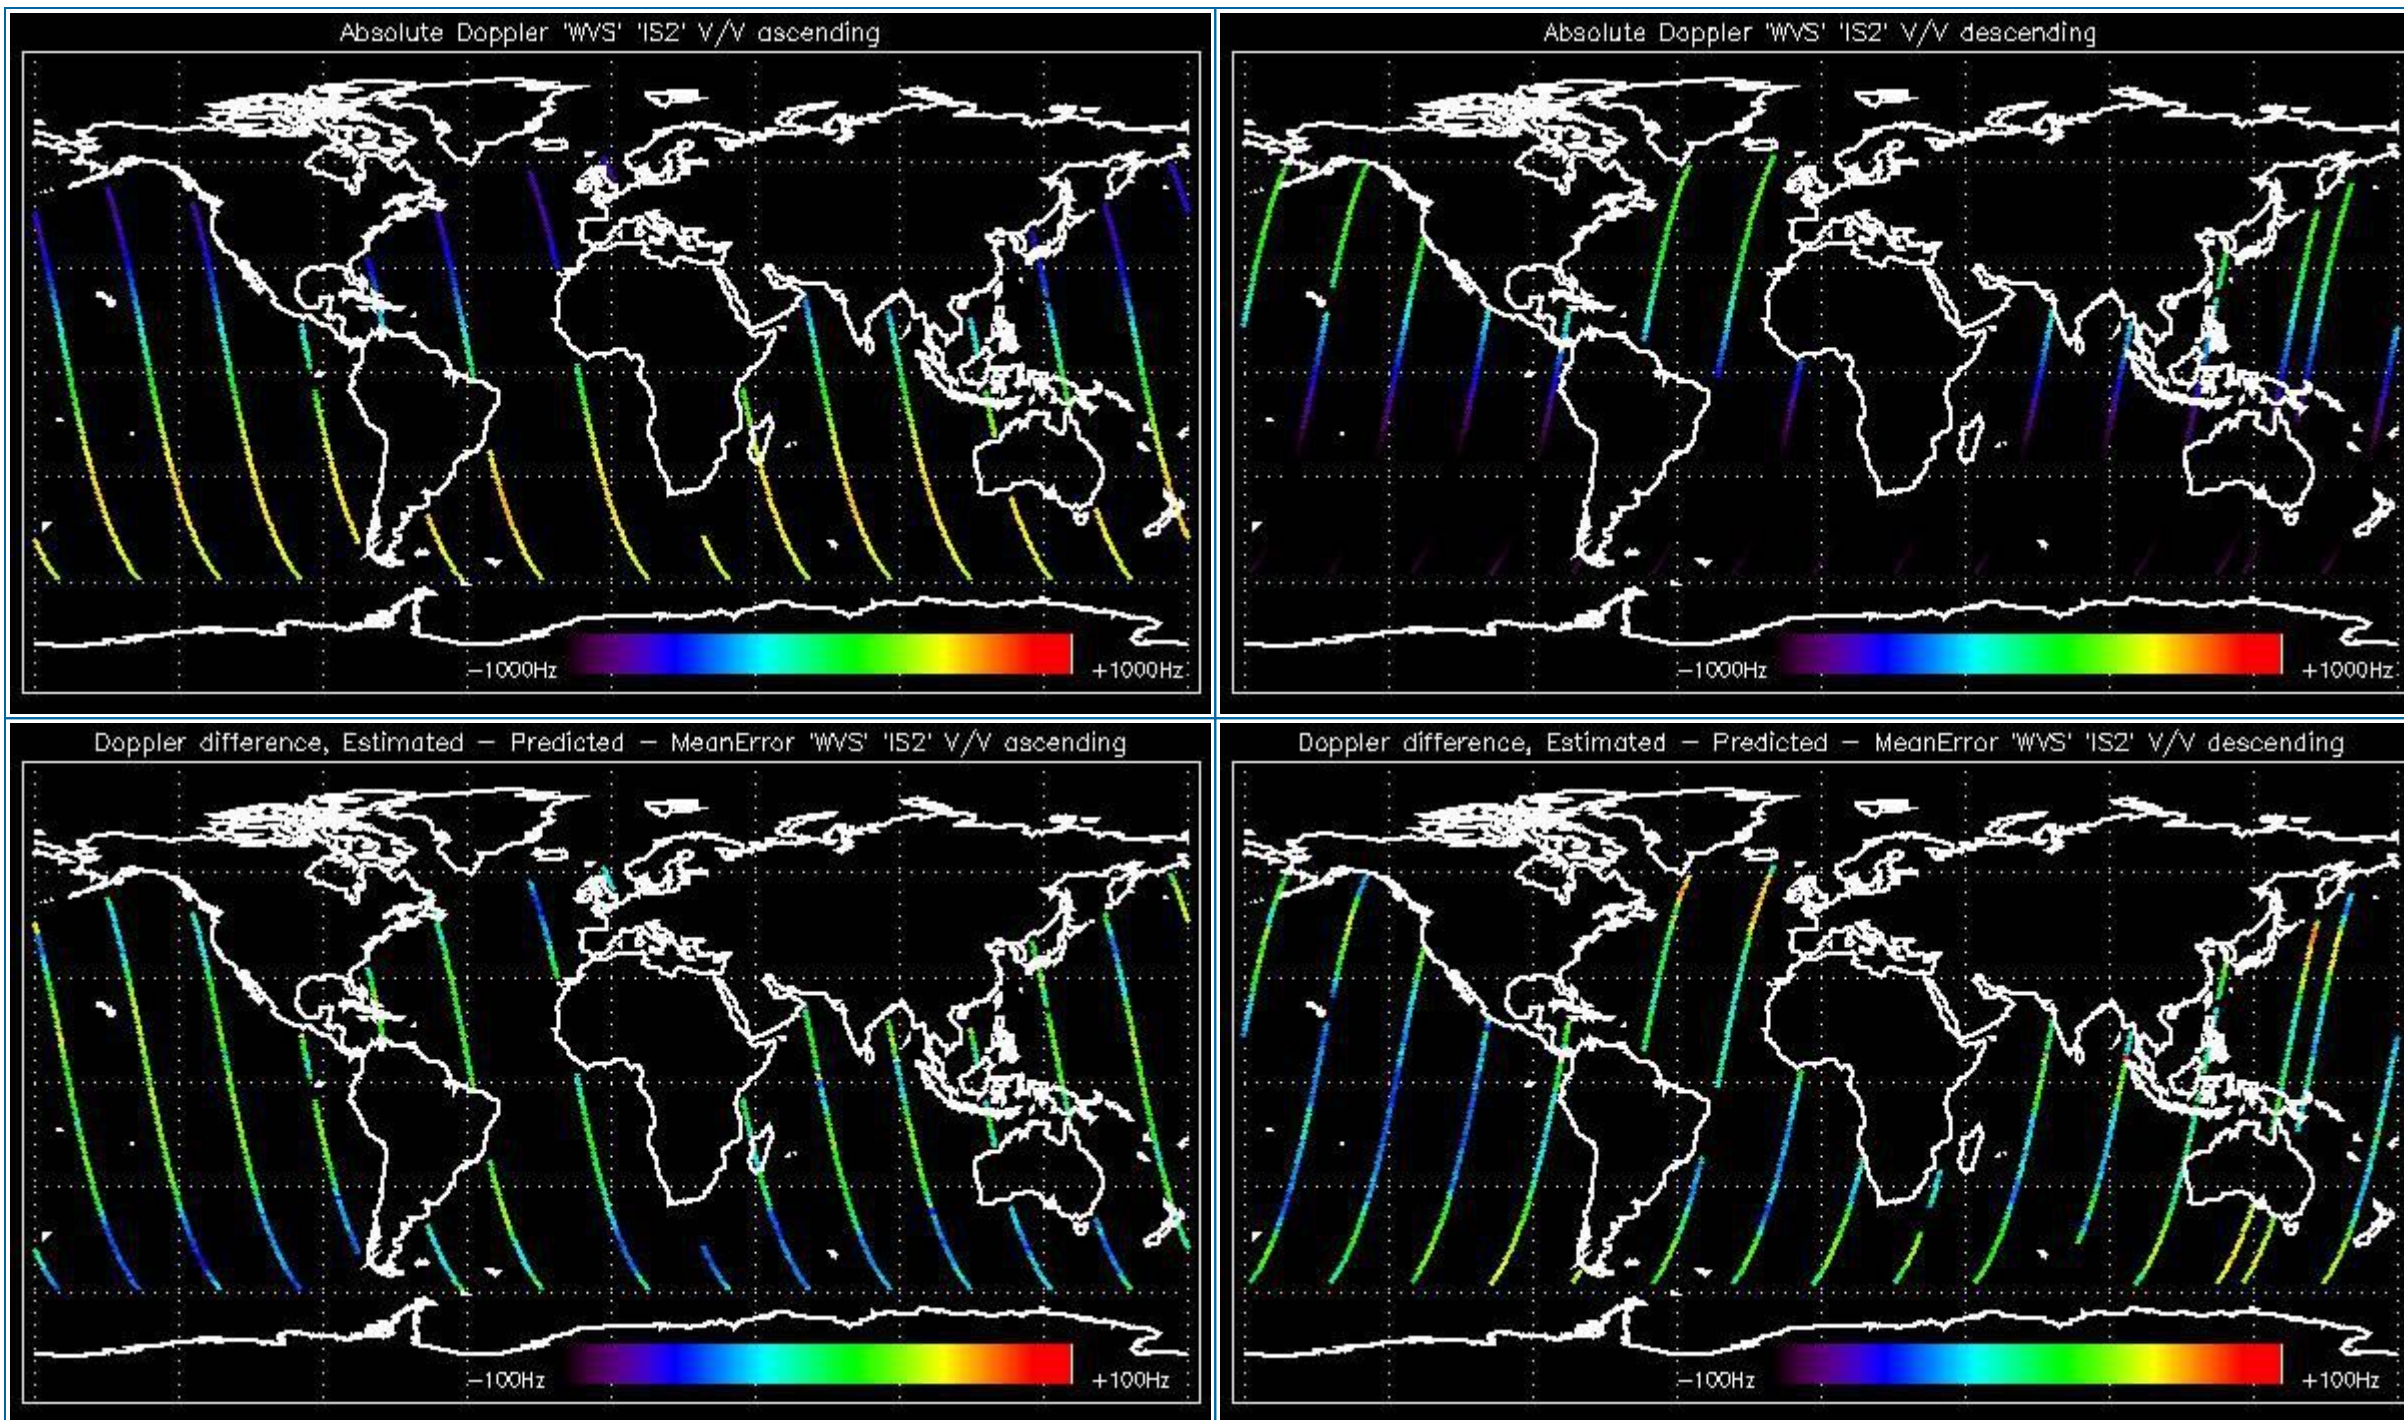 Absolute Doppler 'WVS' 'IS2' V/V ascending
-1000Hz
+1000Hz
Absolute Doppler 'WVS' 'IS2' V/V descending
-1000Hz
+1000Hz
Doppler difference, Estimated - Predicted - MeanError 'WVS' 'IS2' V/V ascending
-100Hz
+100Hz
Doppler difference, Estimated - Predicted - MeanError 'WVS' 'IS2' V/V descending
-100Hz
+100Hz